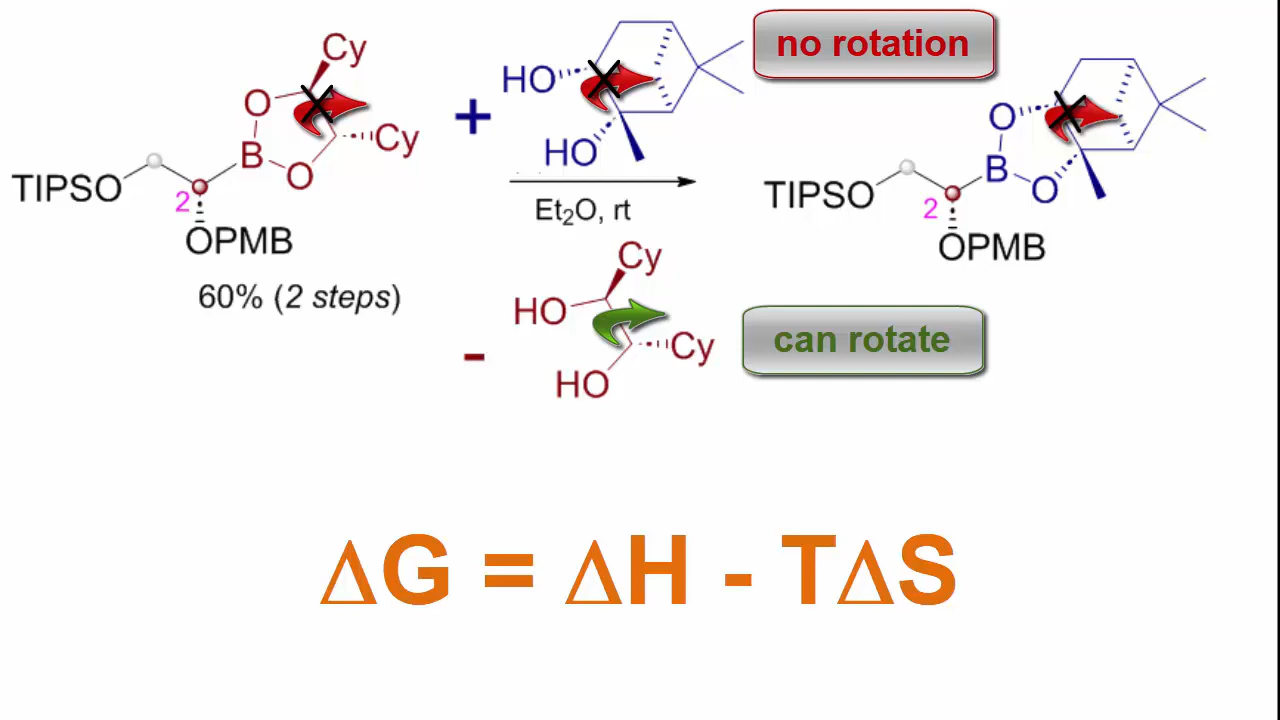 Cy
Cy
O
B
O
TIPSO
2
OPMB
60% (2 steps)
+
HO
HO
no rotation
Et₂O, rt
O
B
O
TIPSO
2
OPMB
-
Cy
HO
Cy
HO
can rotate
ΔG = ΔH - TΔS